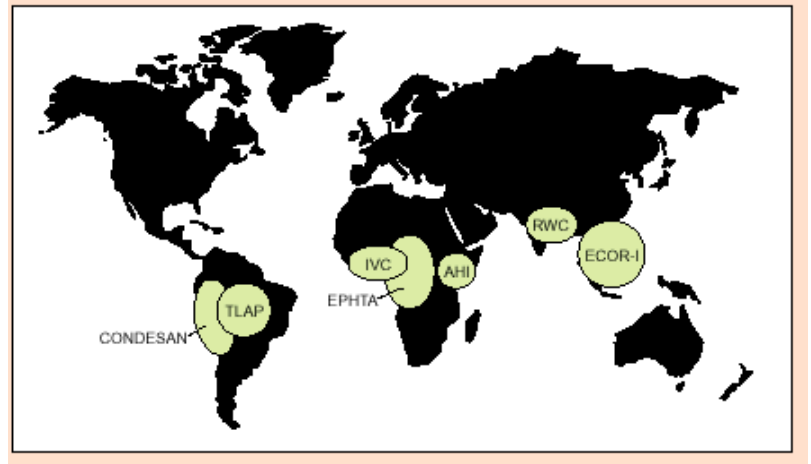 RWC
ECOR-I
IVC
AHI
EPHTA
TLAP
CONDESAN